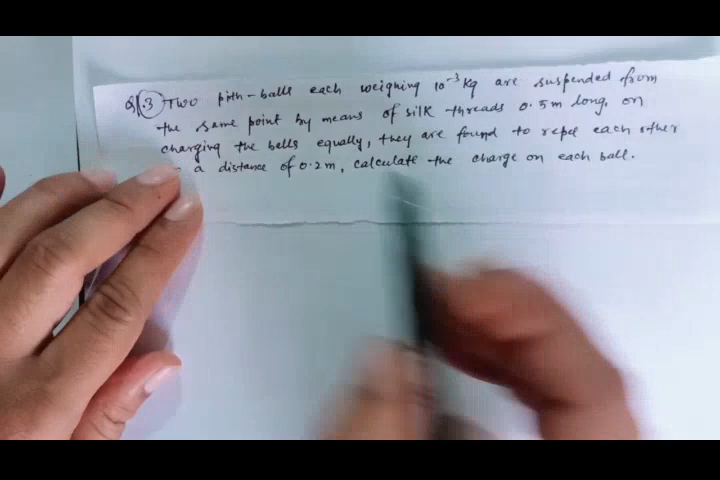 Q1.3 Two pith-balls each weighing 10⁻³ Kg are suspended from
the same point by means of silk threads 0.5m long. on
charging the bells equally, they are found to repel each other
a distance of 0.2m, calculate the charge on each ball.